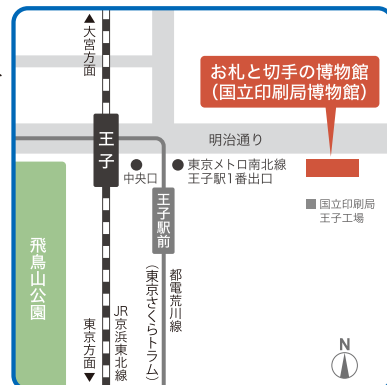 ▲大宮方面
お札と切手の博物館
（国立印刷局博物館）
王子
明治通り
中央口
東京メトロ南北線
王子駅1番出口
国立印刷局
王子工場
王子駅前
飛鳥山公園
都電荒川線
（東京さくらトラム）
JR京浜東北線
東京方面▼
N